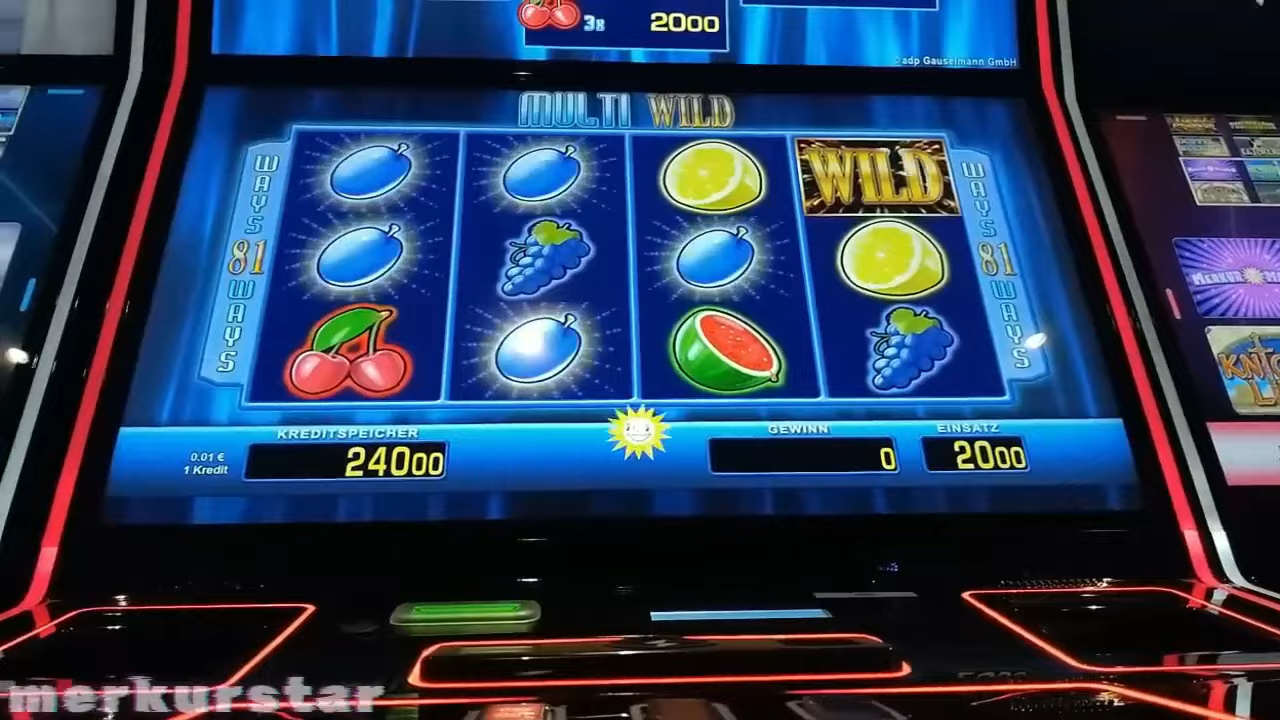 3x 2000
©adp Gauselmann GmbH
MULTI WILD
WILD
WAYS 81 WAYS
WAYS 81 WAYS
KREDITSPEICHER
0.01 €
1 Kredit
24000
GEWINN
0
EINSATZ
2000
MERKUR
merkurstar